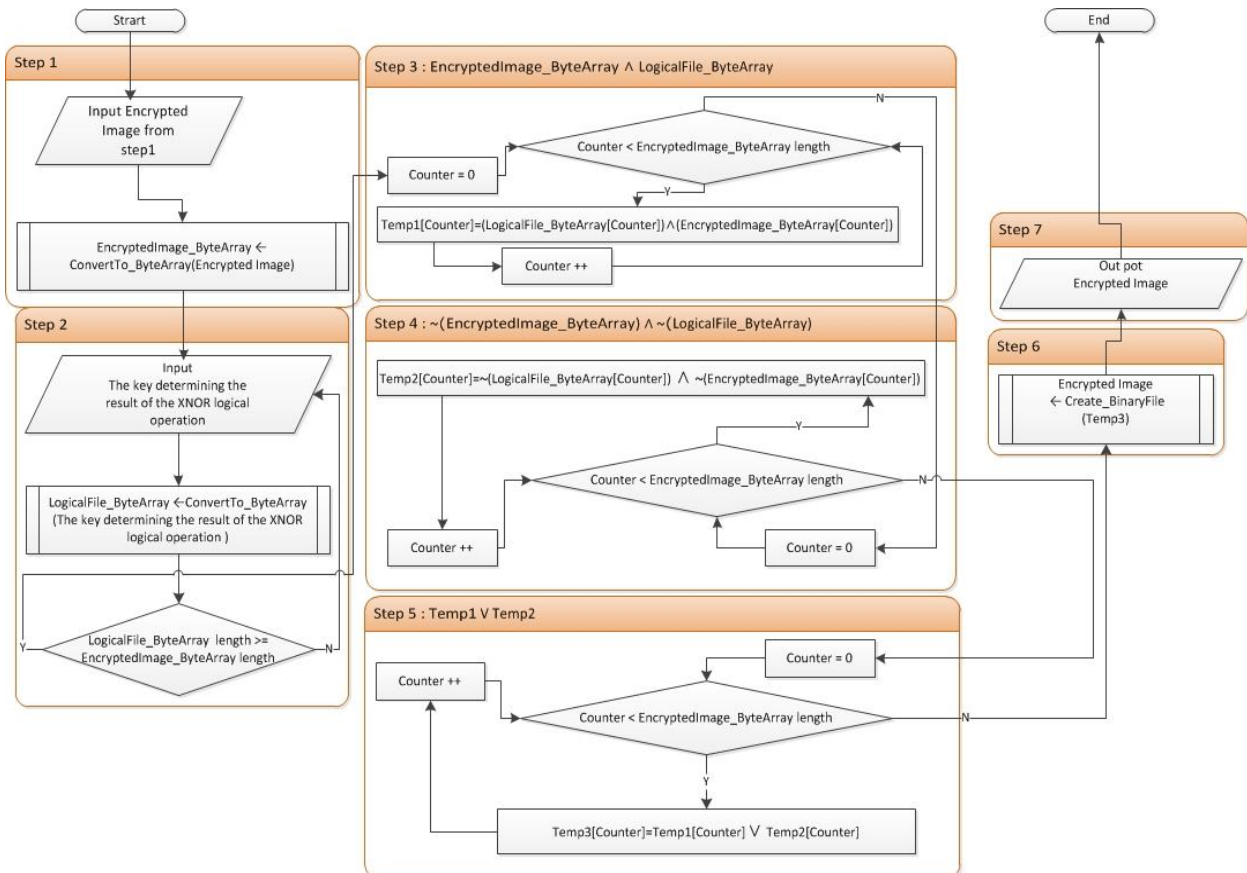 Strart
Step 1
Input Encrypted
Image from
step1
EncryptedImage_ByteArray ←
ConvertTo_ByteArray(Encrypted Image)
Step 2
Input
The key determining the
result of the XNOR logical
operation
LogicalFile_ByteArray ←ConvertTo_ByteArray
(The key determining the result of the XNOR
logical operation )
LogicalFile_ByteArray length >=
EncryptedImage_ByteArray length
Y
N
Step 3 : EncryptedImage_ByteArray ∧ LogicalFile_ByteArray
N
Counter < EncryptedImage_ByteArray length
Counter = 0
Y
Temp1[Counter]=(LogicalFile_ByteArray[Counter])∧(EncryptedImage_ByteArray[Counter])
Counter ++
Step 4 : ~(EncryptedImage_ByteArray) ∧ ~(LogicalFile_ByteArray)
Temp2[Counter]=~(LogicalFile_ByteArray[Counter]) ∧ ~(EncryptedImage_ByteArray[Counter])
Y
Counter < EncryptedImage_ByteArray length
N
Counter ++
Counter = 0
Step 5 : Temp1 V Temp2
Counter = 0
Counter ++
Counter < EncryptedImage_ByteArray length
N
Y
Temp3[Counter]=Temp1[Counter] ∨ Temp2[Counter]
Step 6
Encrypted Image
← Create_BinaryFile
(Temp3)
Step 7
Out pot
Encrypted Image
End